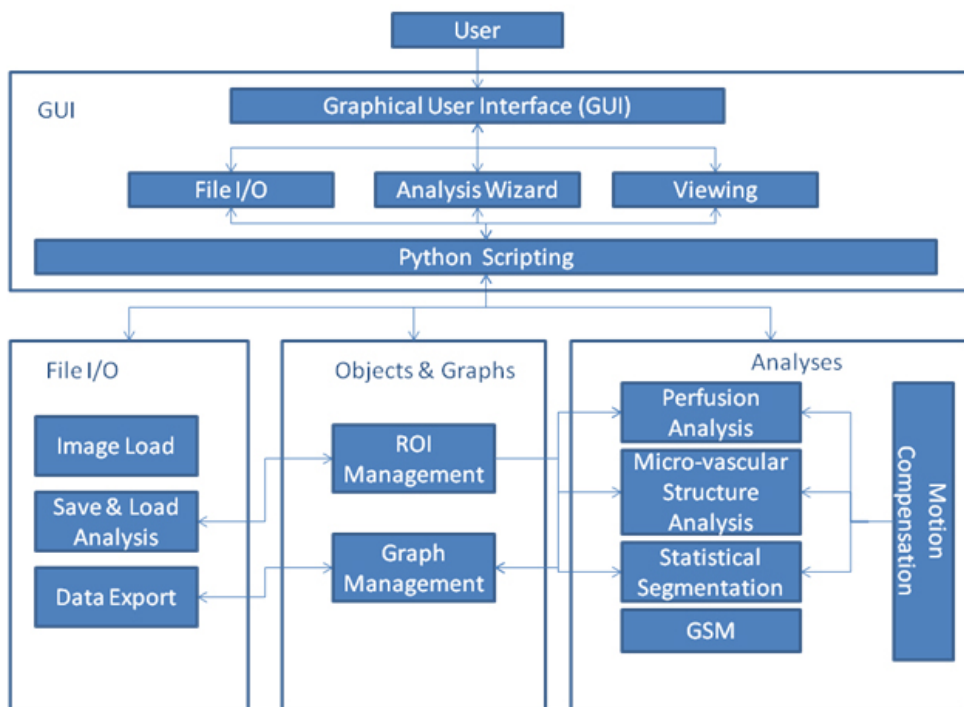 User
GUI
Graphical User Interface (GUI)
File I/O
Analysis Wizard
Viewing
Python Scripting
File I/O
Image Load
Save & Load
Analysis
Data Export
Objects & Graphs
ROI
Management
Graph
Management
Analyses
Perfusion
Analysis
Micro-vascular
Structure
Analysis
Statistical
Segmentation
GSM
Motion
Compensation